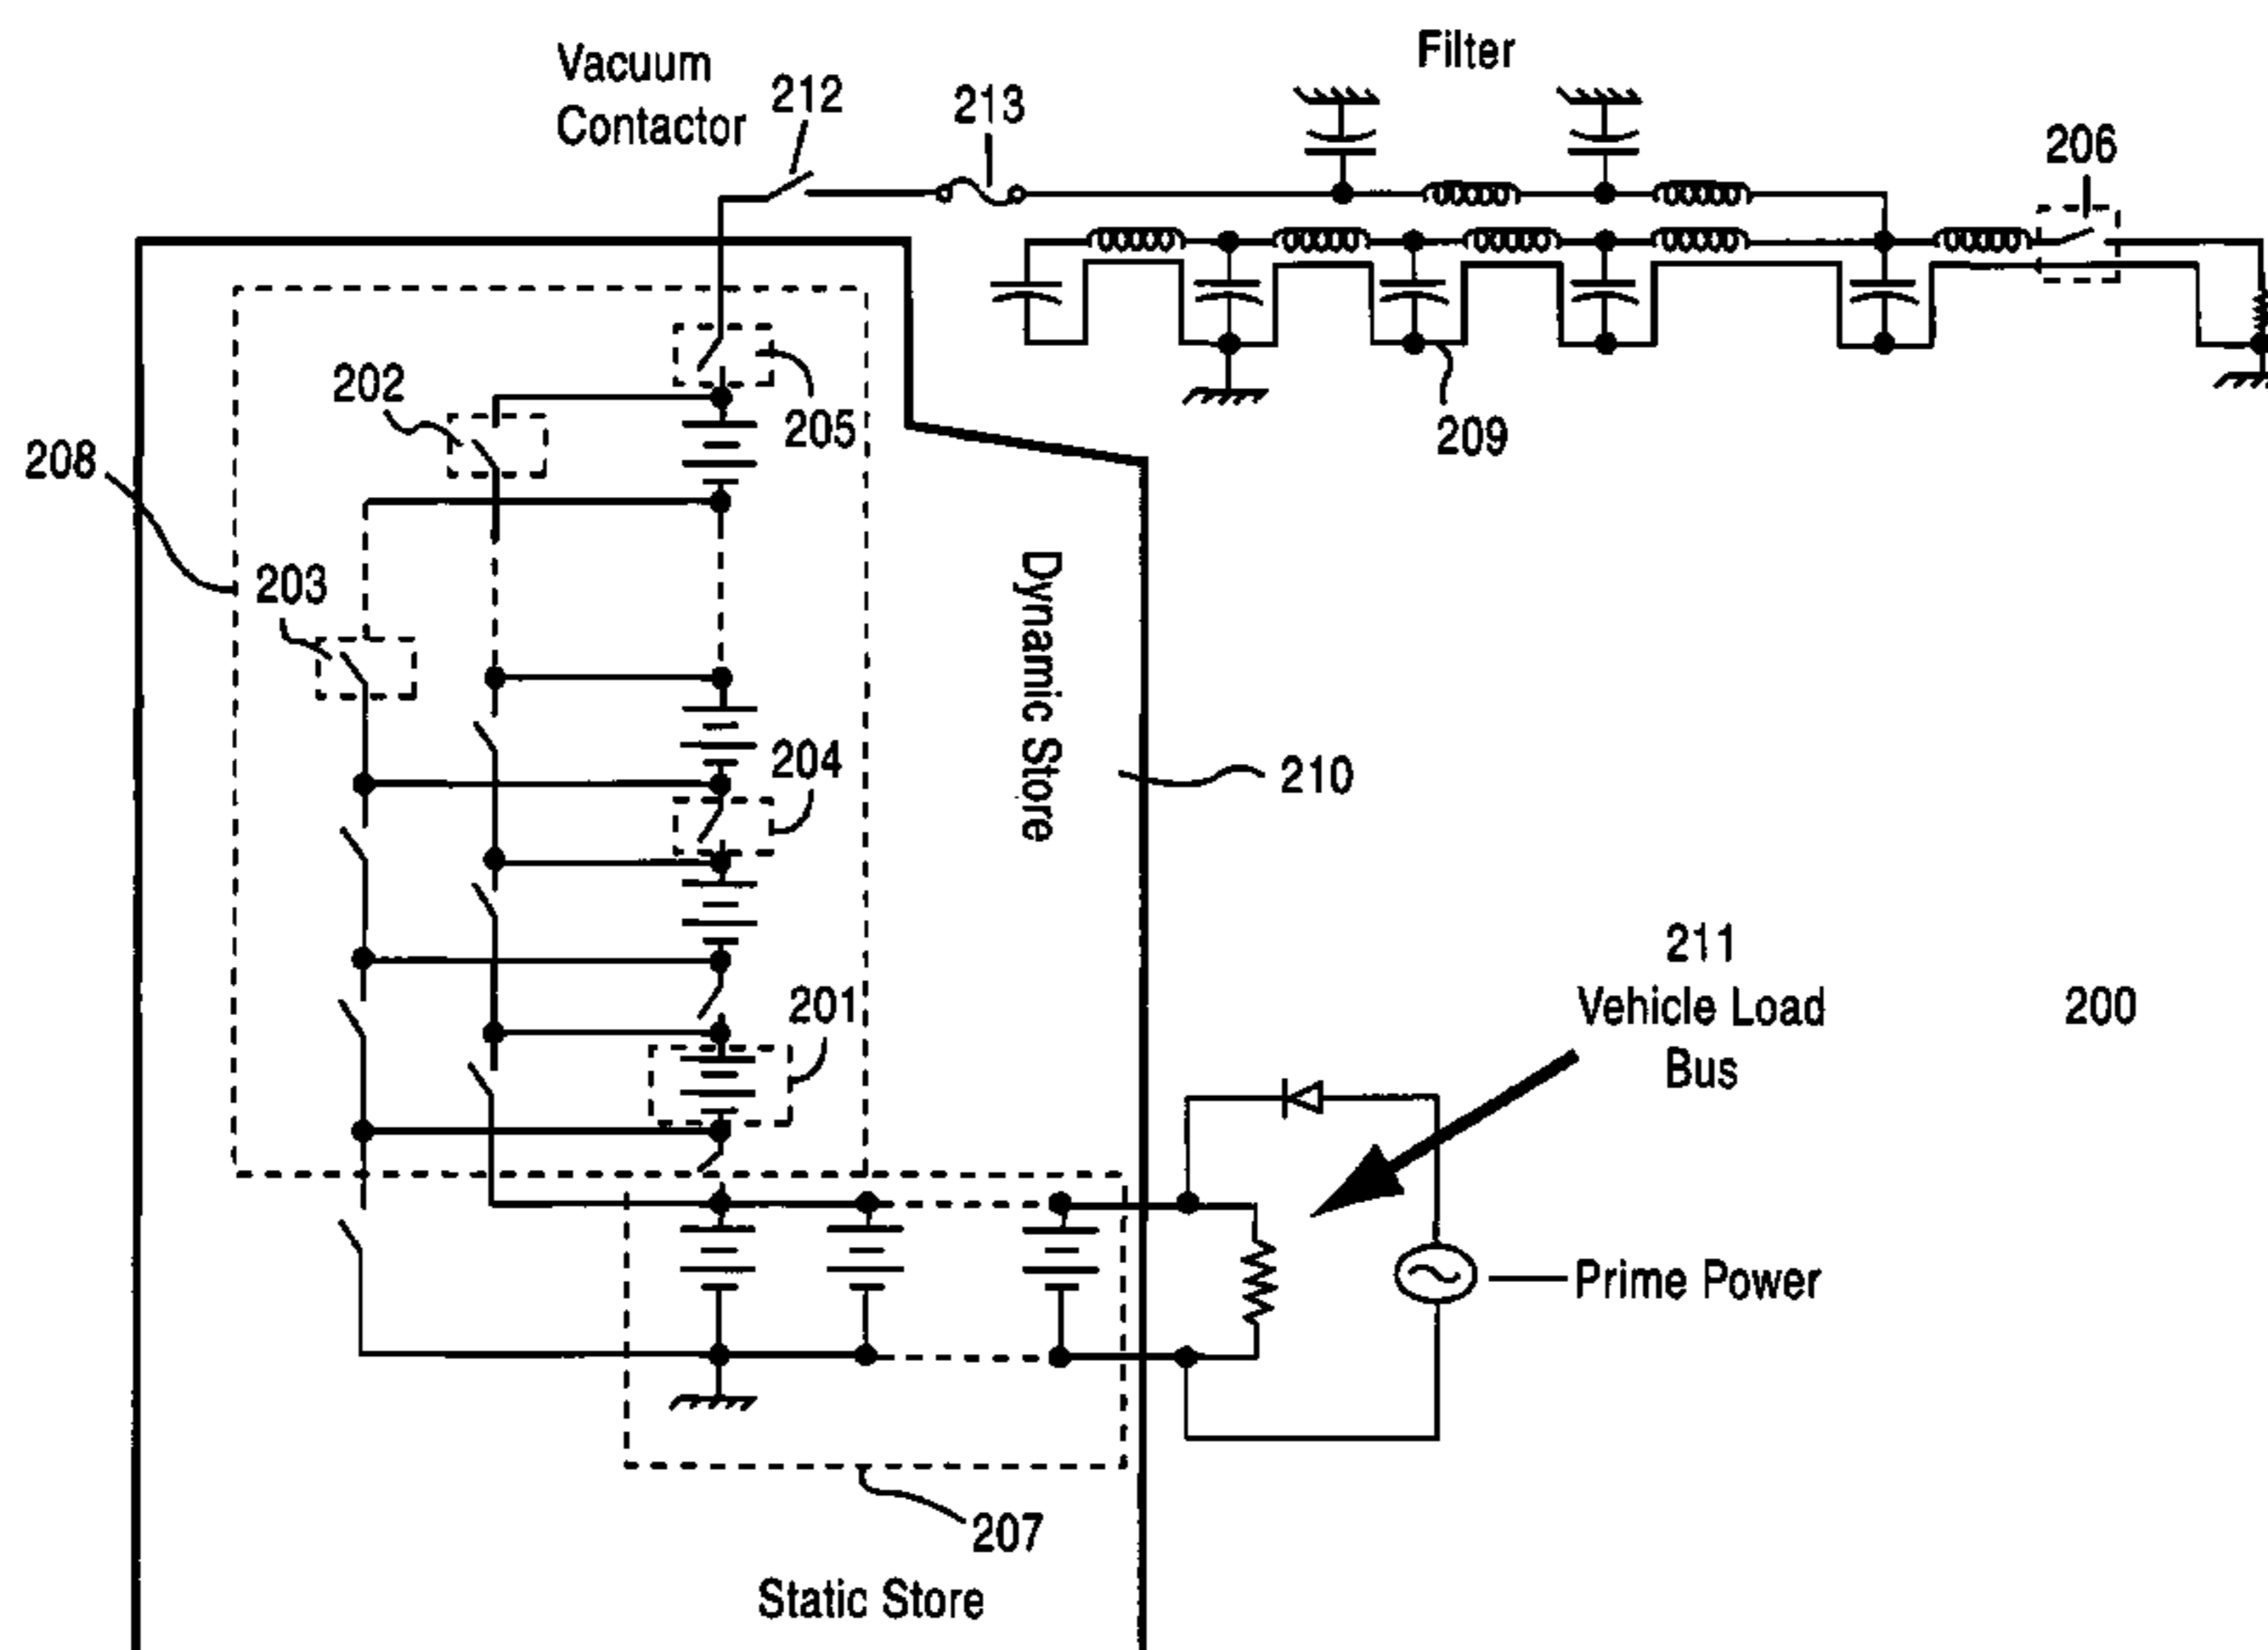 Vacuum
Contactor
212
213
Filter
206
202
205
209
208
203
Dynamic Store
204
210
201
211
Vehicle Load
Bus
200
Prime Power
207
Static Store